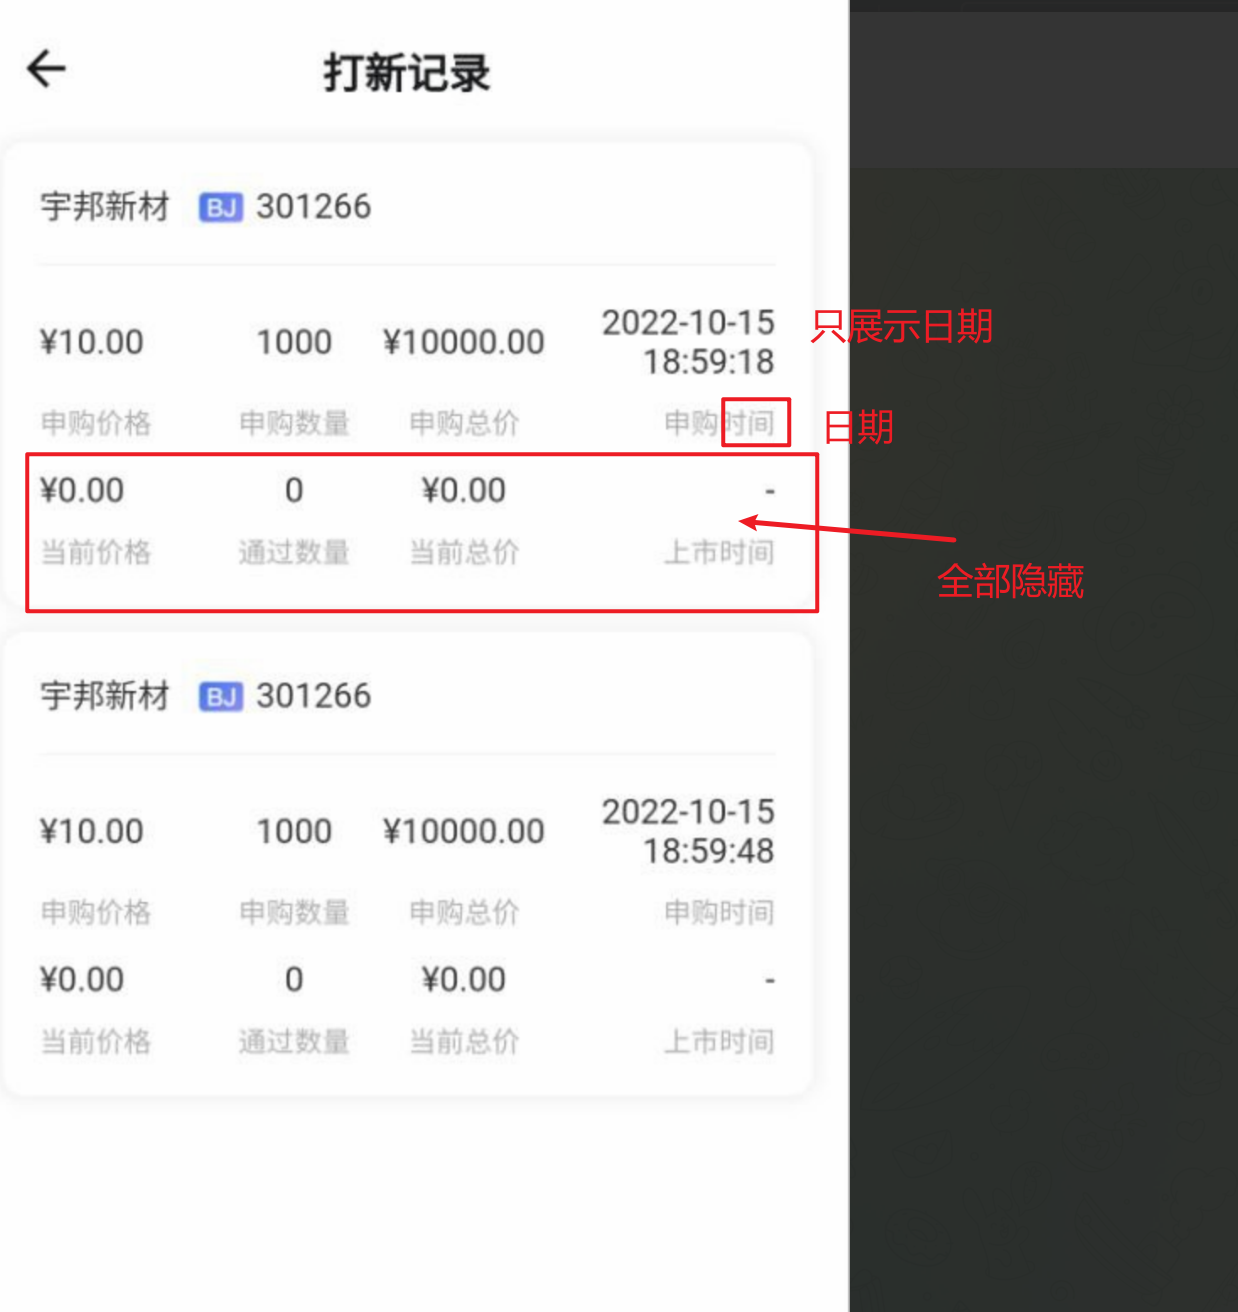 打新记录
宇邦新材 BJ 301266
¥10.00 1000 ¥10000.00 2022-10-15 18:59:18 只展示日期
申购价格 申购数量 申购总价 申购时间 日期
¥0.00 0 ¥0.00 -
当前价格 通过数量 当前总价 上市时间
全部隐藏
宇邦新材 BJ 301266
¥10.00 1000 ¥10000.00 2022-10-15 18:59:48
申购价格 申购数量 申购总价 申购时间
¥0.00 0 ¥0.00 -
当前价格 通过数量 当前总价 上市时间